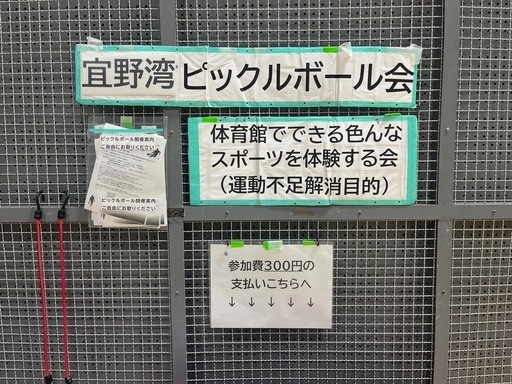 宜野湾ピックルボール会
体育館でできる色んな
スポーツを体験する会
（運動不足解消目的）
ピックルボール開催案内
ご自由にお取りください
ピックルボール開催案内
ご自由にお取りください
参加費300円の
支払いこちらへ
↓ ↓ ↓ ↓ ↓